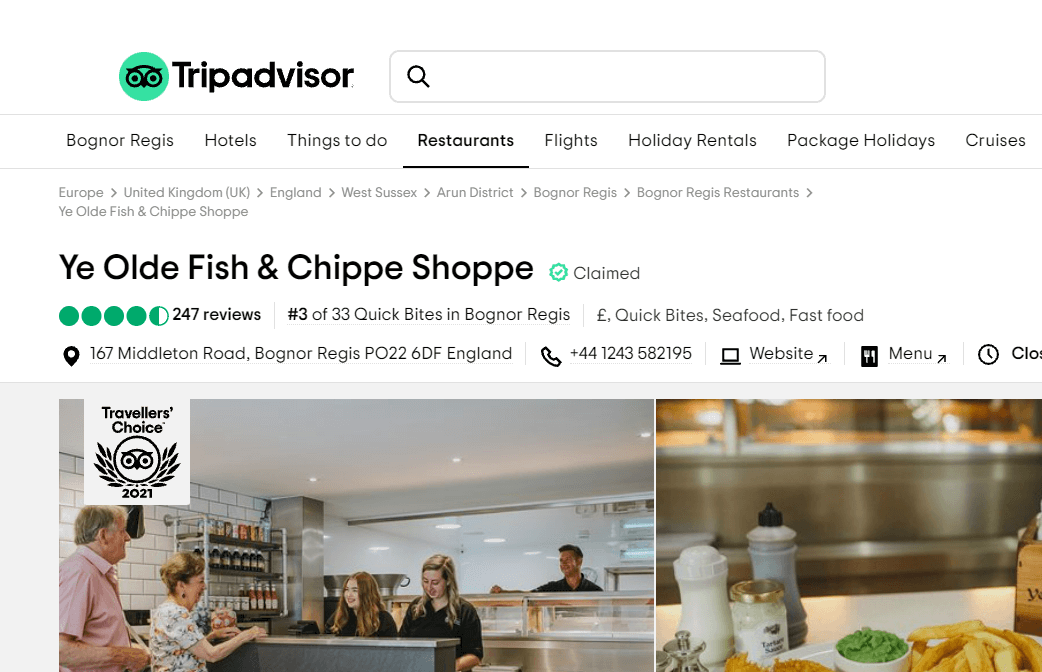 Tripadvisor
Bognor Regis Hotels Things to do Restaurants Flights Holiday Rentals Package Holidays Cruises
Europe > United Kingdom (UK) > England > West Sussex > Arun District > Bognor Regis > Bognor Regis Restaurants >
Ye Olde Fish & Chippe Shoppe
Ye Olde Fish & Chippe Shoppe Claimed
247 reviews #3 of 33 Quick Bites in Bognor Regis £, Quick Bites, Seafood, Fast food
167 Middleton Road, Bognor Regis PO22 6DF England +44 1243 582195 Website Menu Clos
Travellers'
Choice
2021
Tartare
Sauce